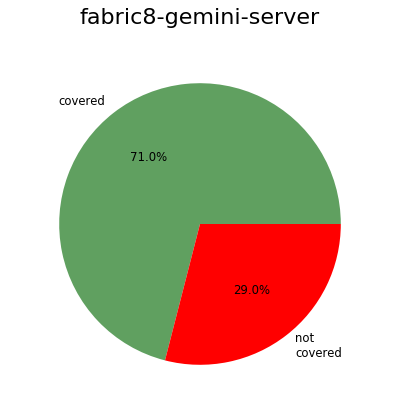 fabric8-gemini-server
covered
71.0%
29.0%
not
covered